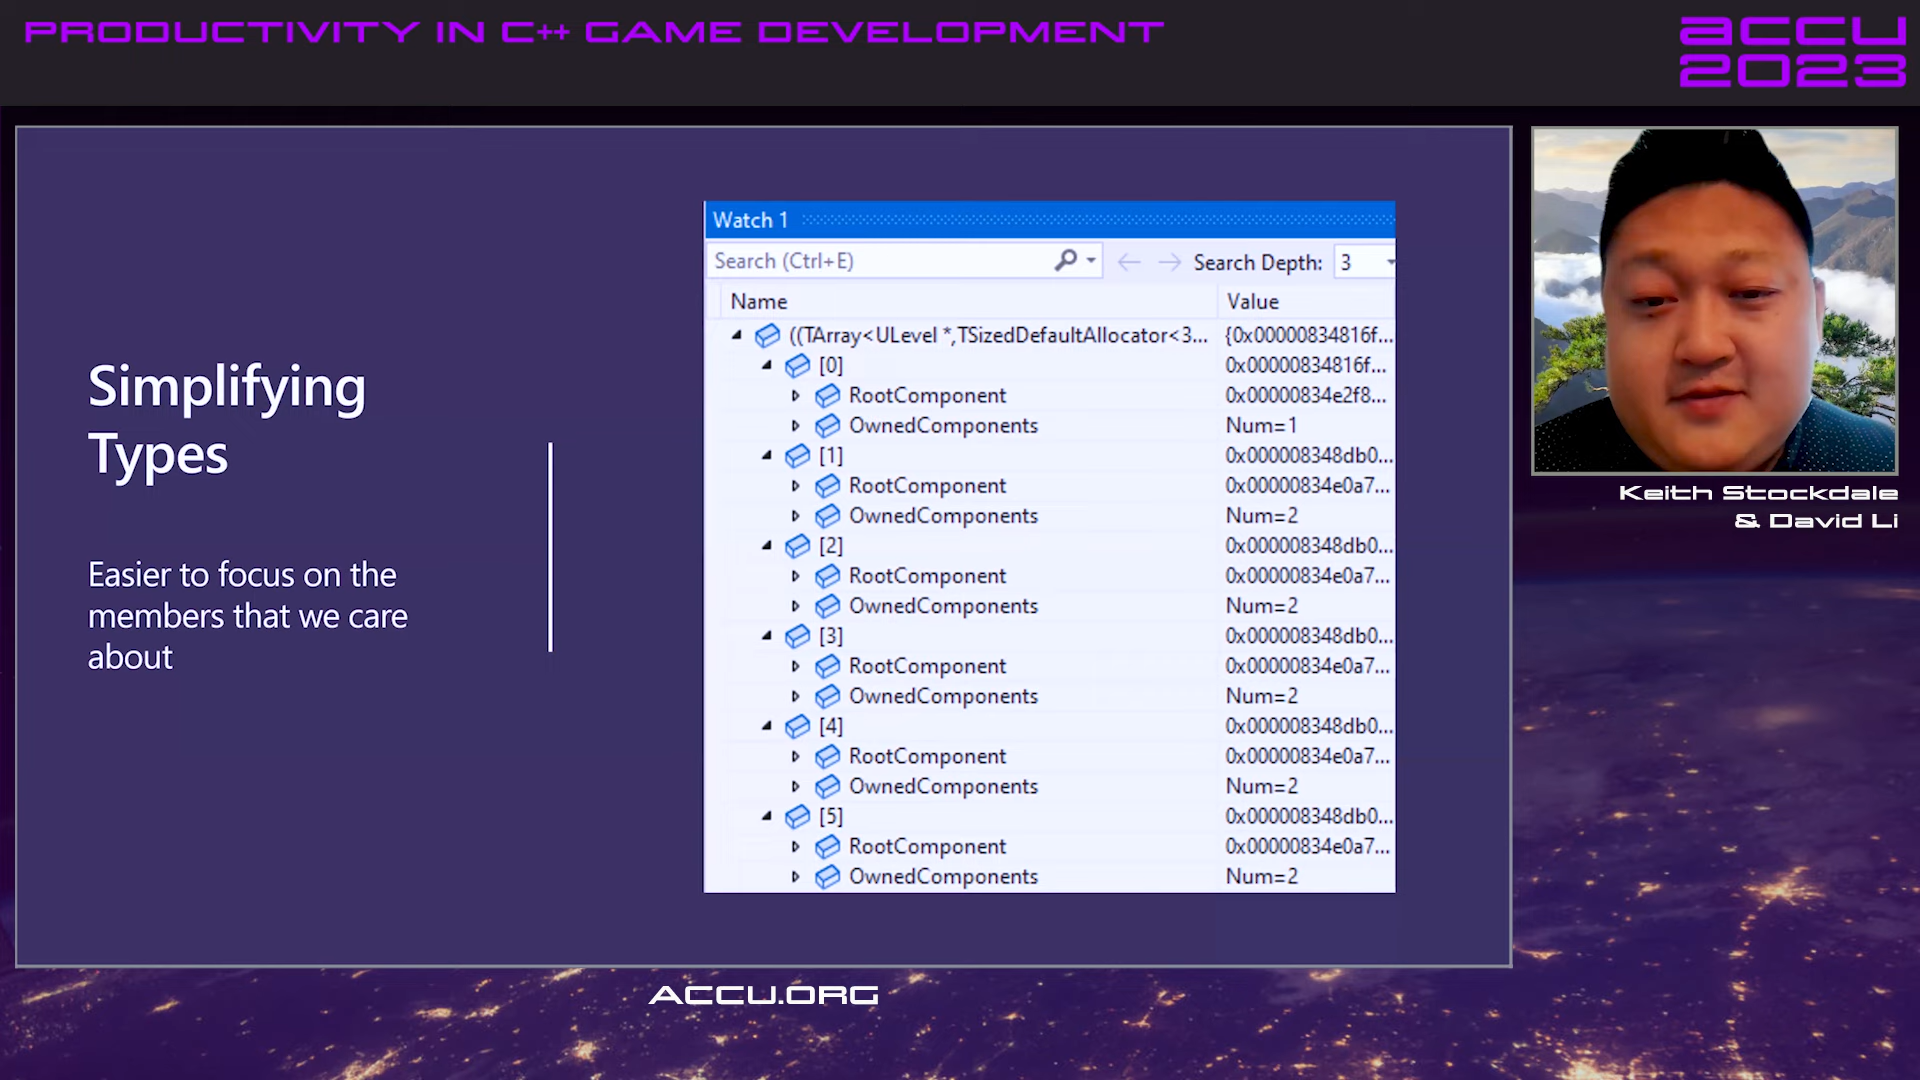 PRODUCTIVITY IN C++ GAME DEVELOPMENT
accu
2023
Simplifying
Types
Easier to focus on the
members that we care
about
Watch 1
Search (Ctrl+E)
Search Depth: 3
Name Value
((TArray<ULevel *,TSizedDefaultAllocator<3... {0x00000834816f...
[0] 0x00000834816f...
RootComponent 0x00000834e2f8...
OwnedComponents Num=1
[1] 0x000008348db0...
RootComponent 0x00000834e0a7...
OwnedComponents Num=2
[2] 0x000008348db0...
RootComponent 0x00000834e0a7...
OwnedComponents Num=2
[3] 0x000008348db0...
RootComponent 0x00000834e0a7...
OwnedComponents Num=2
[4] 0x000008348db0...
RootComponent 0x00000834e0a7...
OwnedComponents Num=2
[5] 0x000008348db0...
RootComponent 0x00000834e0a7...
OwnedComponents Num=2
Keith Stockdale
& David Li
ACCU.ORG